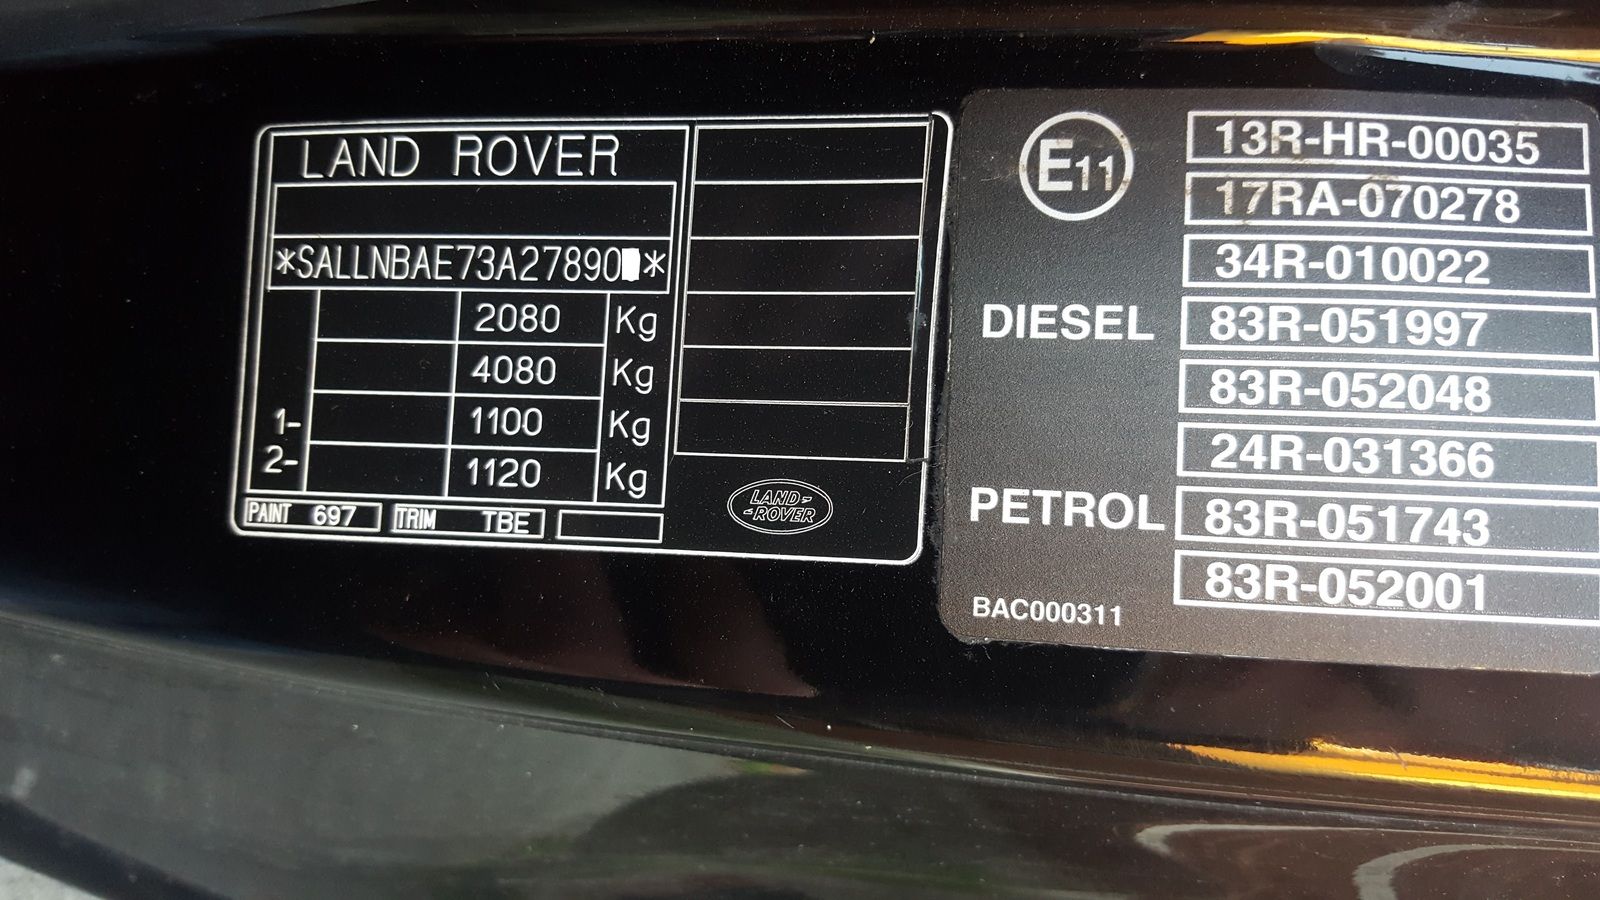 LAND ROVER
*SALLNBAE73A27890 *
2080 Kg
4080 Kg
1- 1100 Kg
2- 1120 Kg
PAINT 697 TRIM TBE
LAND-
-ROVER
E11
13R-HR-00035
17RA-070278
34R-010022
DIESEL 83R-051997
83R-052048
24R-031366
PETROL 83R-051743
83R-052001
BAC000311